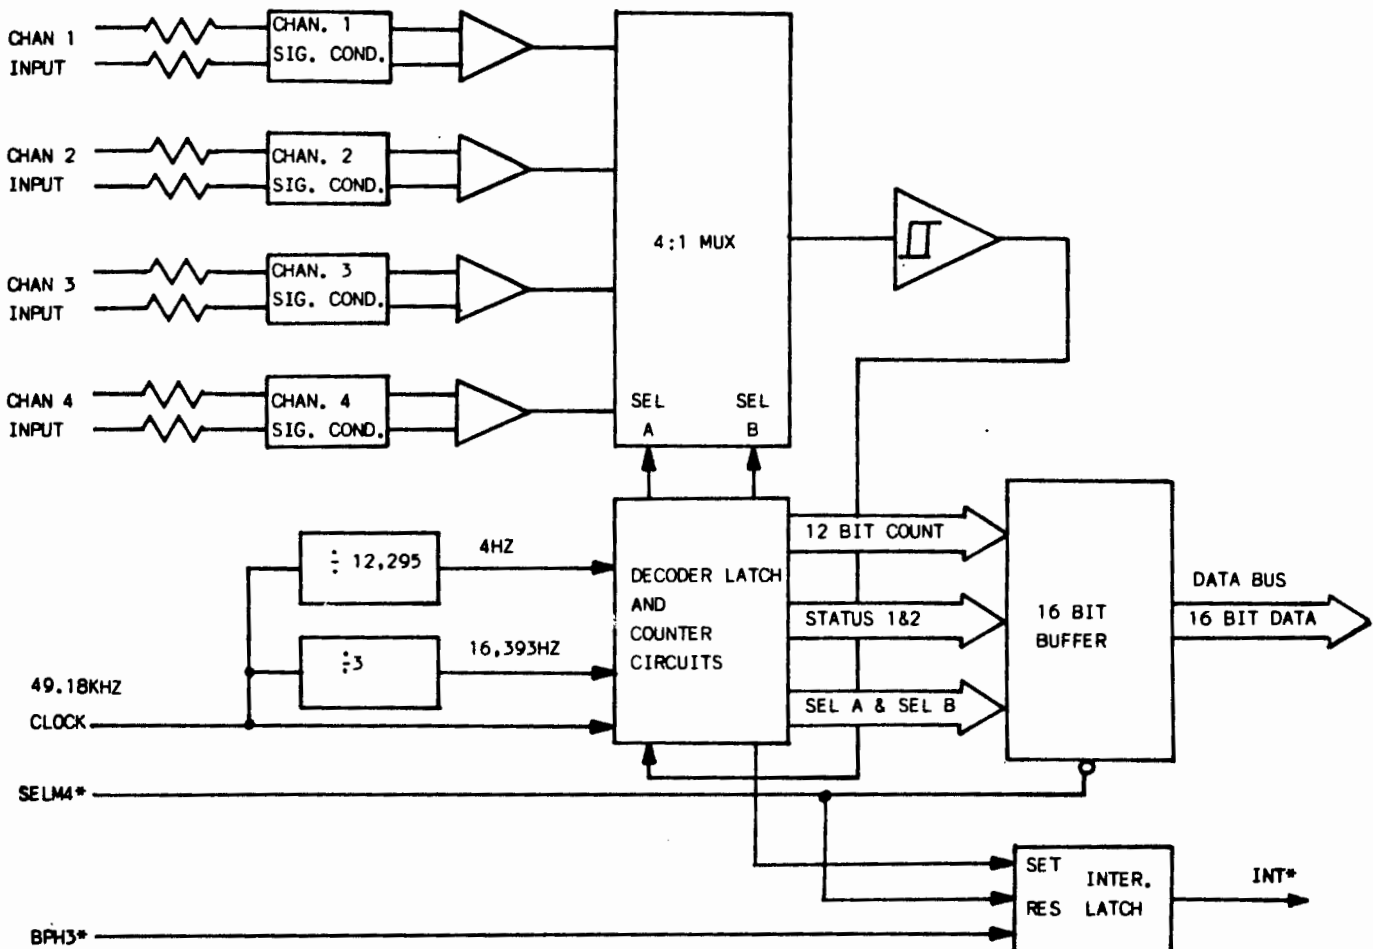 CHAN 1
INPUT
CHAN. 1
SIG. COND.
CHAN 2
INPUT
CHAN. 2
SIG. COND.
CHAN 3
INPUT
CHAN. 3
SIG. COND.
CHAN 4
INPUT
CHAN. 4
SIG. COND.
4:1 MUX
SEL
A
SEL
B
÷ 12,295
4HZ
÷3
16,393HZ
49.18KHZ
CLOCK
DECODER LATCH
AND
COUNTER
CIRCUITS
12 BIT COUNT
STATUS 1&2
SEL A & SEL B
16 BIT
BUFFER
DATA BUS
16 BIT DATA
SELM4*
SET
RES
INTER.
LATCH
INT*
BPH3*